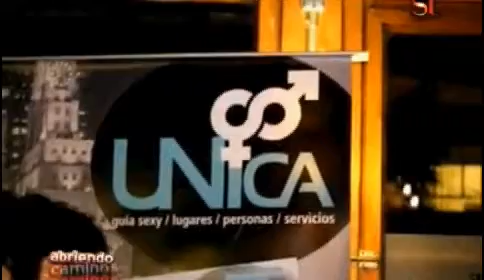 UNICA
guía sexy / lugares / personas / servicios
abriendo
caminos